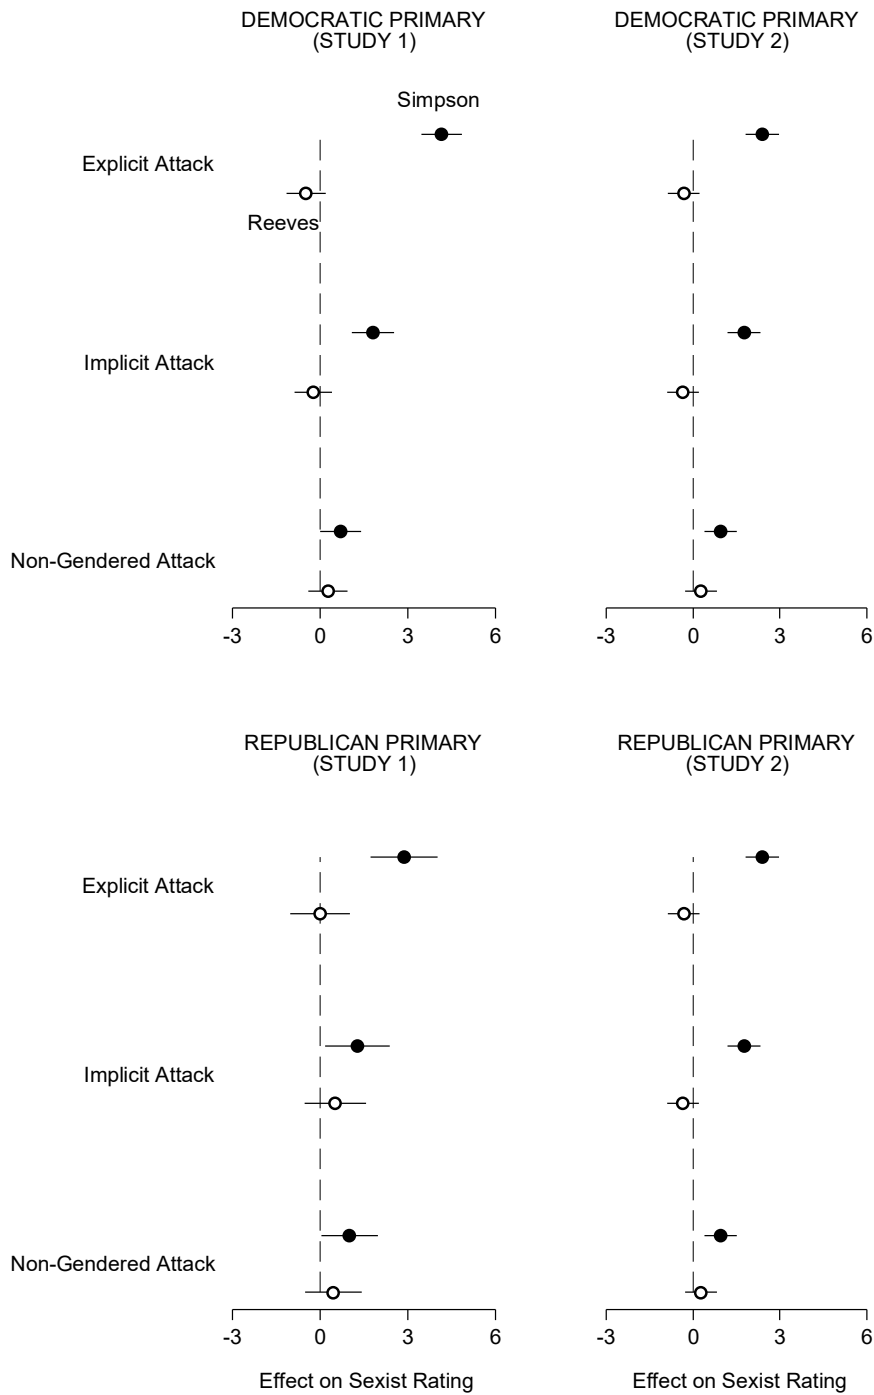 DEMOCRATIC PRIMARY
(STUDY 1)
DEMOCRATIC PRIMARY
(STUDY 2)
Simpson
Explicit Attack
Reeves
Implicit Attack
Non-Gendered Attack
-3 0 3 6
-3 0 3 6
REPUBLICAN PRIMARY
(STUDY 1)
REPUBLICAN PRIMARY
(STUDY 2)
Explicit Attack
Implicit Attack
Non-Gendered Attack
-3 0 3 6
-3 0 3 6
Effect on Sexist Rating
Effect on Sexist Rating